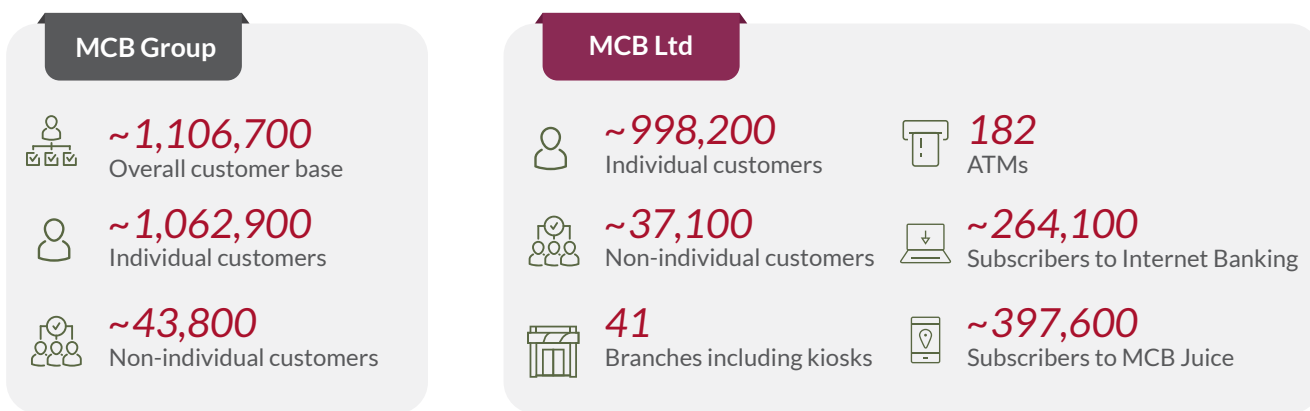 MCB Group
~1,106,700
Overall customer base
~1,062,900
Individual customers
~43,800
Non-individual customers
MCB Ltd
~998,200
Individual customers
~37,100
Non-individual customers
41
Branches including kiosks
182
ATMs
~264,100
Subscribers to Internet Banking
~397,600
Subscribers to MCB Juice